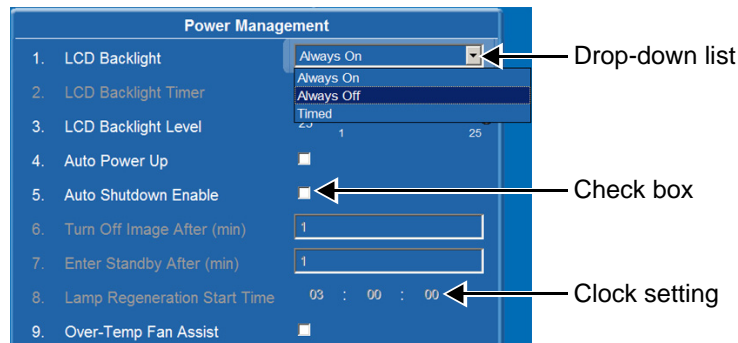 Power Management
1. LCD Backlight Always On Drop-down list
Always On
2. LCD Backlight Timer Always Off
Timed
3. LCD Backlight Level 25 1 25
4. Auto Power Up
5. Auto Shutdown Enable Check box
6. Turn Off Image After (min) 1
7. Enter Standby After (min) 1
8. Lamp Regeneration Start Time 03 : 00 : 00 Clock setting
9. Over-Temp Fan Assist